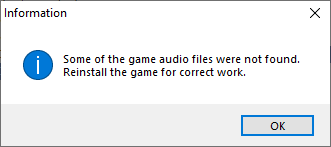 Information
Some of the game audio files were not found.
Reinstall the game for correct work.
OK